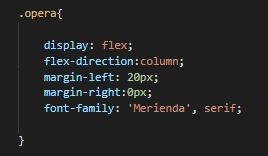 .opera{
display: flex;
flex-direction:column;
margin-left: 20px;
margin-right:0px;
font-family: 'Merienda', serif;
}